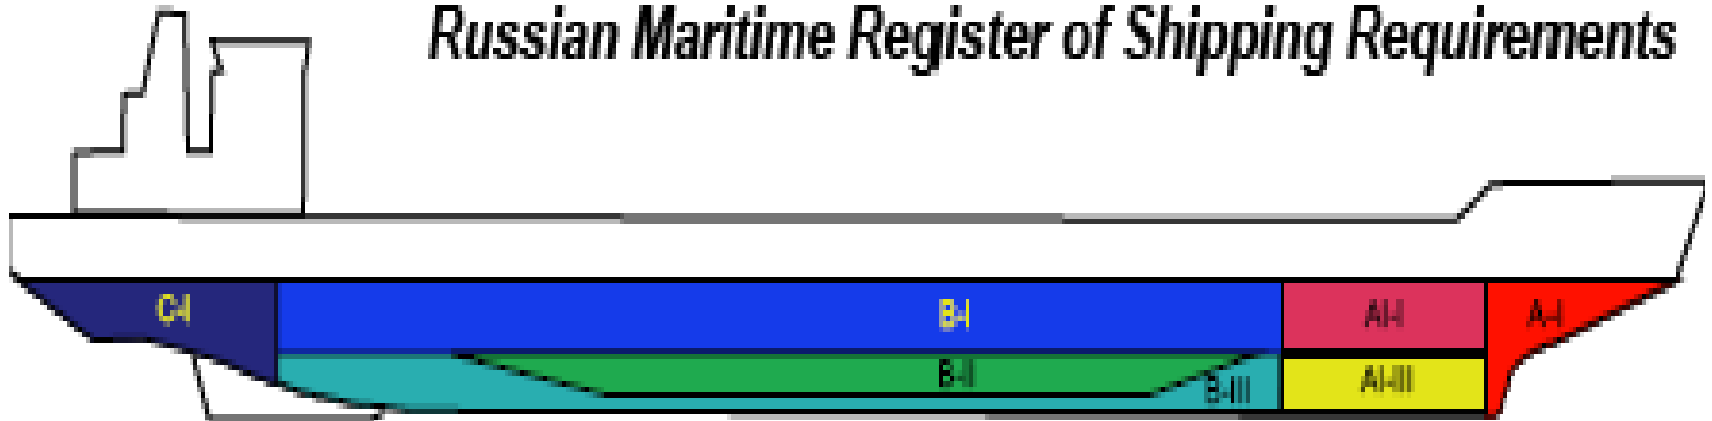 Russian Maritime Register of Shipping Requirements
C-I
B-I
AI-I
A-I
B-II
B-III
AI-III